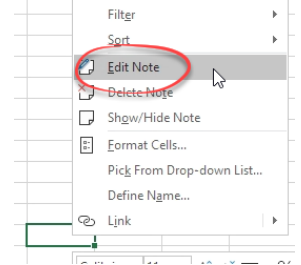 Filter
Sort
Edit Note
Delete Note
Show/Hide Note
Format Cells...
Pick From Drop-down List...
Define Name...
Link